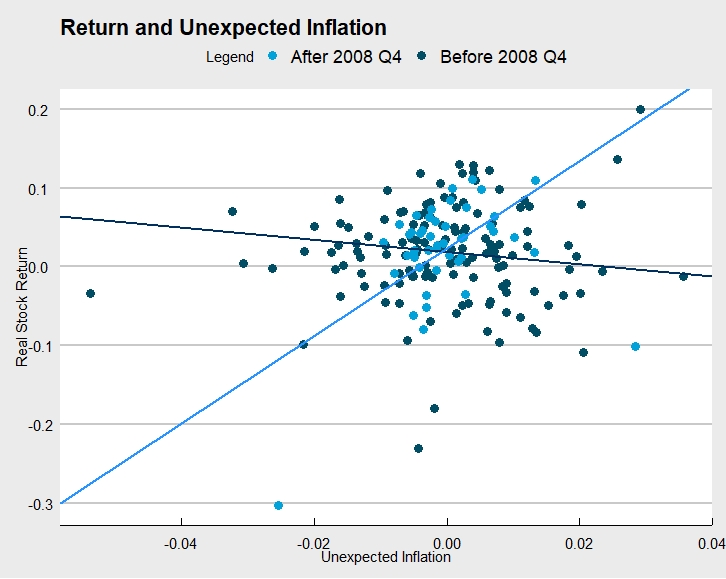 Return and Unexpected Inflation
Legend After 2008 Q4 Before 2008 Q4
0.2
0.1
0.0
-0.1
-0.2
-0.3
Real Stock Return
-0.04 -0.02 0.00 0.02 0.04
Unexpected Inflation